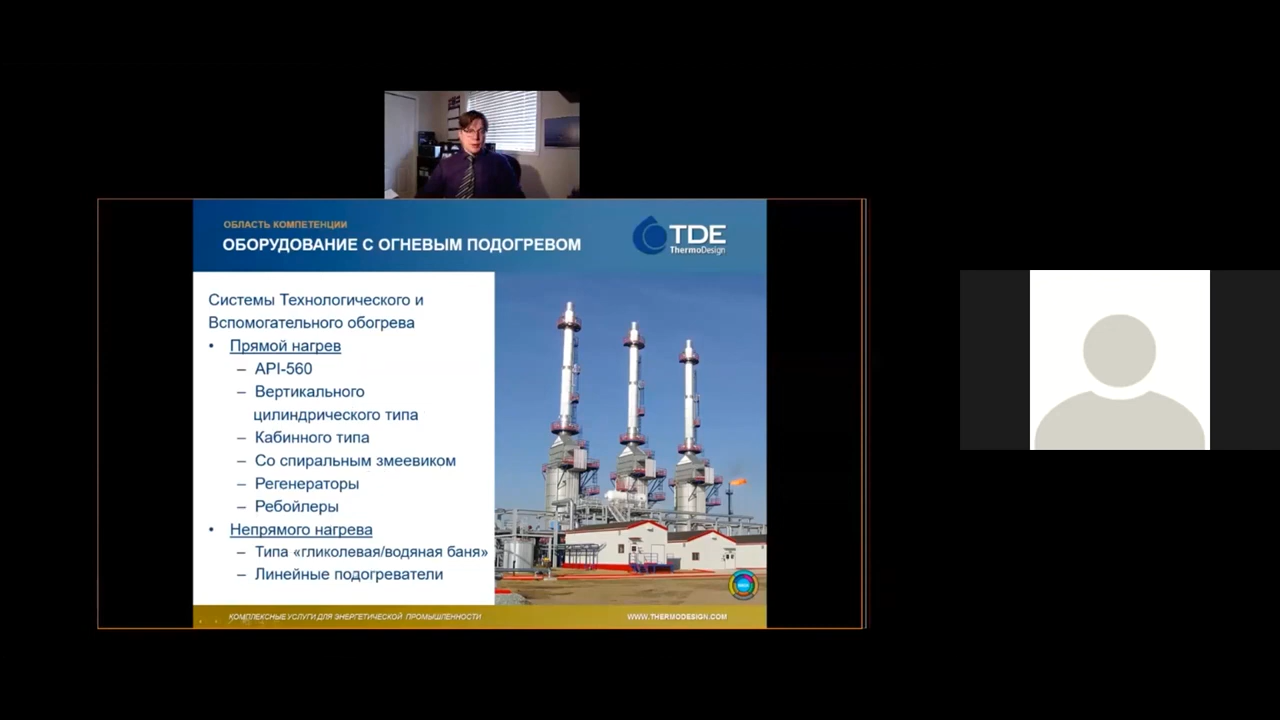 ОБЛАСТЬ КОМПЕТЕНЦИИ
ОБОРУДОВАНИЕ С ОГНЕВЫМ ПОДОГРЕВОМ
TDE
ThermoDesign
Системы Технологического и
Вспомогательного обогрева
• Прямой нагрев
– API-560
– Вертикального
цилиндрического типа
– Кабинного типа
– Со спиральным змеевиком
– Регенераторы
– Ребойлеры
• Непрямого нагрева
– Типа «гликолевая/водяная баня»
– Линейные подогреватели
КОМПЛЕКСНЫЕ УСЛУГИ ДЛЯ ЭНЕРГЕТИЧЕСКОЙ ПРОМЫШЛЕННОСТИ
WWW.THERMODESIGN.COM